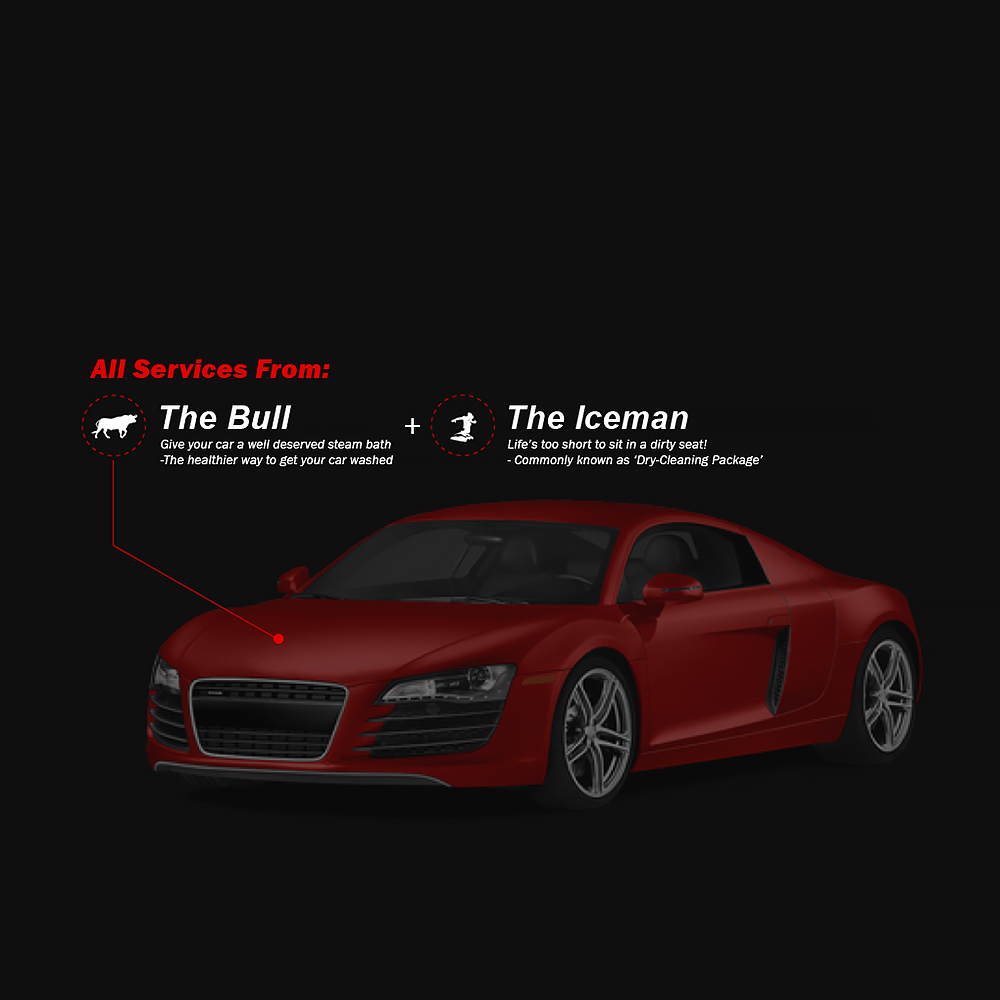 All Services From:
The Bull + The Iceman
Give your car a well deserved steam bath
-The healthier way to get your car washed
Life's too short to sit in a dirty seat!
- Commonly known as ‘Dry-Cleaning Package’